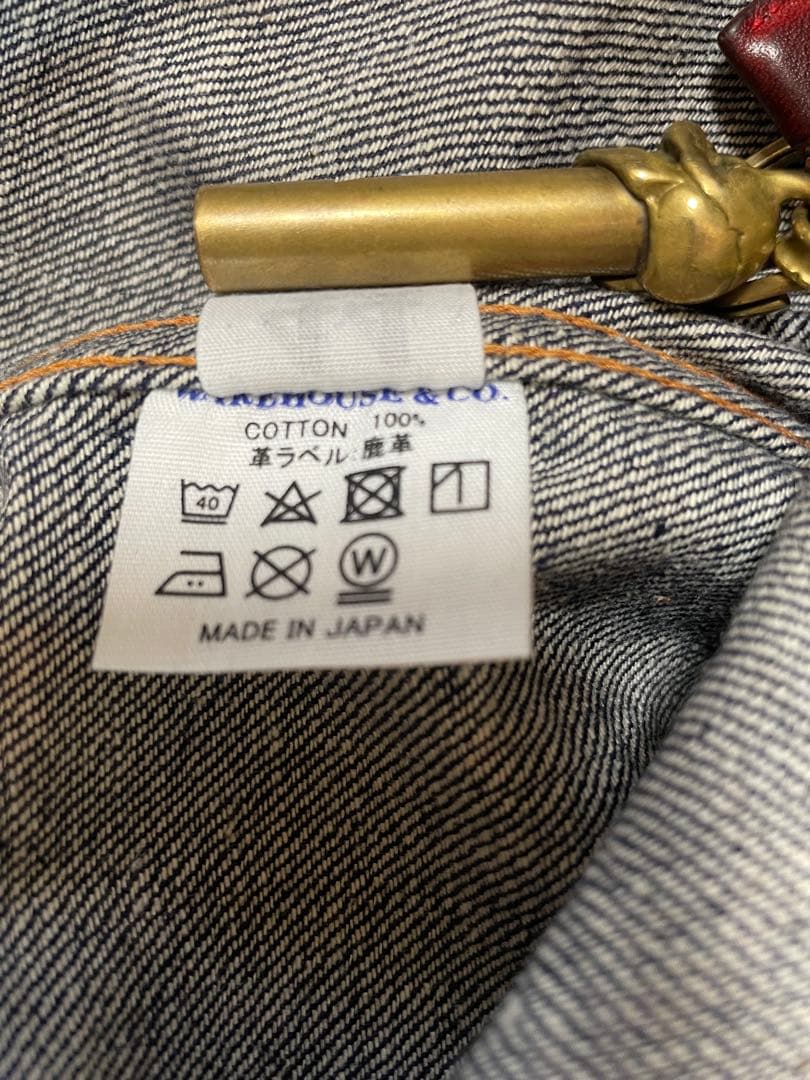 WAREHOUSE & CO.
COTTON 100%
革ラベル:鹿革
40
W
MADE IN JAPAN